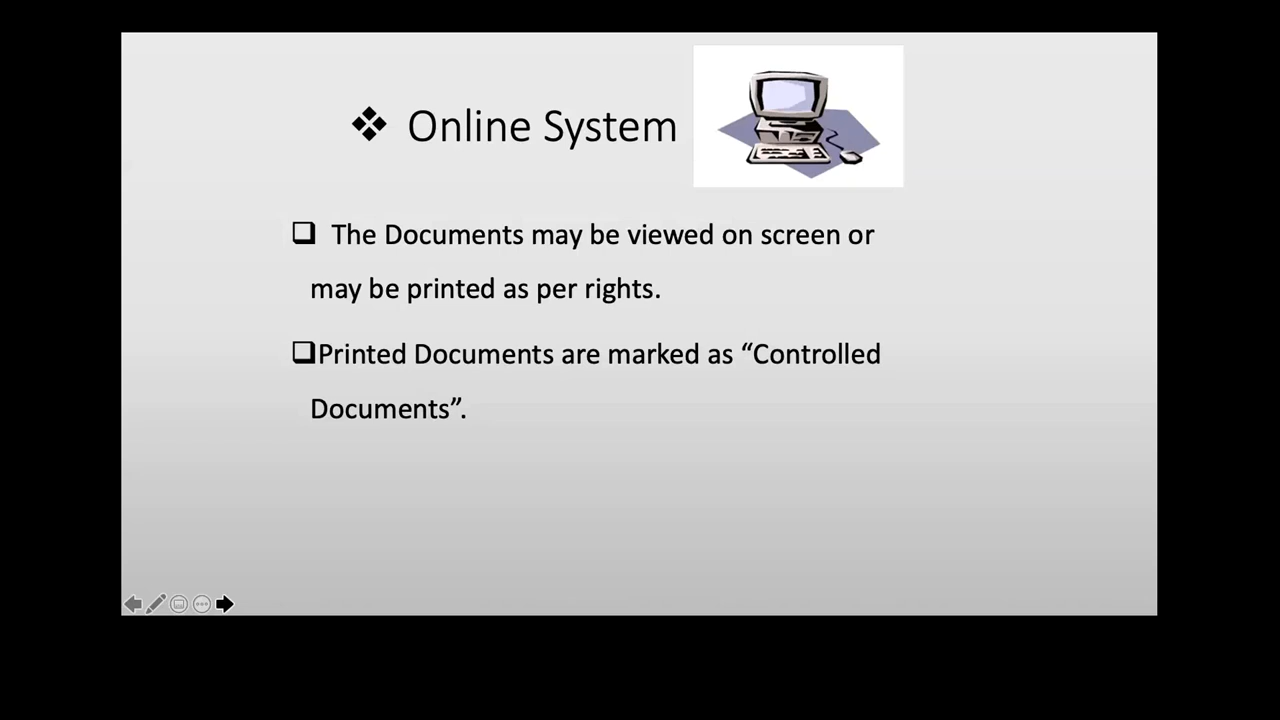 ❖ Online System
❑ The Documents may be viewed on screen or
may be printed as per rights.
❑Printed Documents are marked as “Controlled
Documents”.